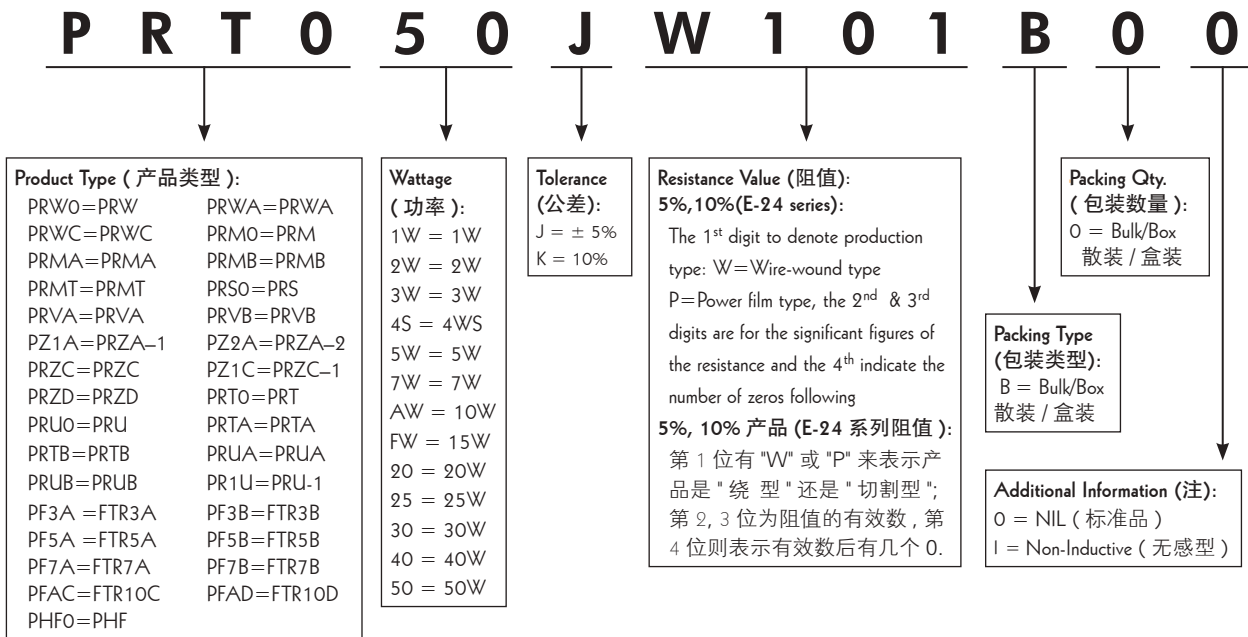 PRT050JW101B00
Product Type ( 产品类型 ):
PRW0=PRW PRWA=PRWA
PRWC=PRWC PRM0=PRM
PRMA=PRMA PRMB=PRMB
PRMT=PRMT PRS0=PRS
PRVA=PRVA PRVB=PRVB
PZ1A=PRZA-1 PZ2A=PRZA-2
PRZC=PRZC PZ1C=PRZC-1
PRZD=PRZD PRT0=PRT
PRU0=PRU PRTA=PRTA
PRTB=PRTB PRUA=PRUA
PRUB=PRUB PR1U=PRU-1
PF3A =FTR3A PF3B=FTR3B
PF5A =FTR5A PF5B=FTR5B
PF7A=FTR7A PF7B=FTR7B
PFAC=FTR10C PFAD=FTR10D
PHF0=PHF
Wattage
( 功率 ):
1W = 1W
2W = 2W
3W = 3W
4S = 4WS
5W = 5W
7W = 7W
AW = 10W
FW = 15W
20 = 20W
25 = 25W
30 = 30W
40 = 40W
50 = 50W
Tolerance
(公差):
J = ± 5%
K = 10%
Resistance Value (阻值):
5%,10%(E-24 series):
The 1st digit to denote production
type: W=Wire-wound type
P=Power film type, the 2nd & 3rd
digits are for the significant figures of
the resistance and the 4th indicate the
number of zeros following
5%, 10% 产品 (E-24 系列阻值 ):
第 1 位有 "W" 或 "P" 来表示产
品是 " 绕 型 " 还是 " 切割型 ";
第 2, 3 位为阻值的有效数 , 第
4 位则表示有效数后有几个 0.
Packing Qty.
( 包装数量 ):
0 = Bulk/Box
散装 / 盒装
Packing Type
(包装类型):
B = Bulk/Box
散装 / 盒装
Additional Information (注):
0 = NIL ( 标准品 )
I = Non-Inductive ( 无感型 )